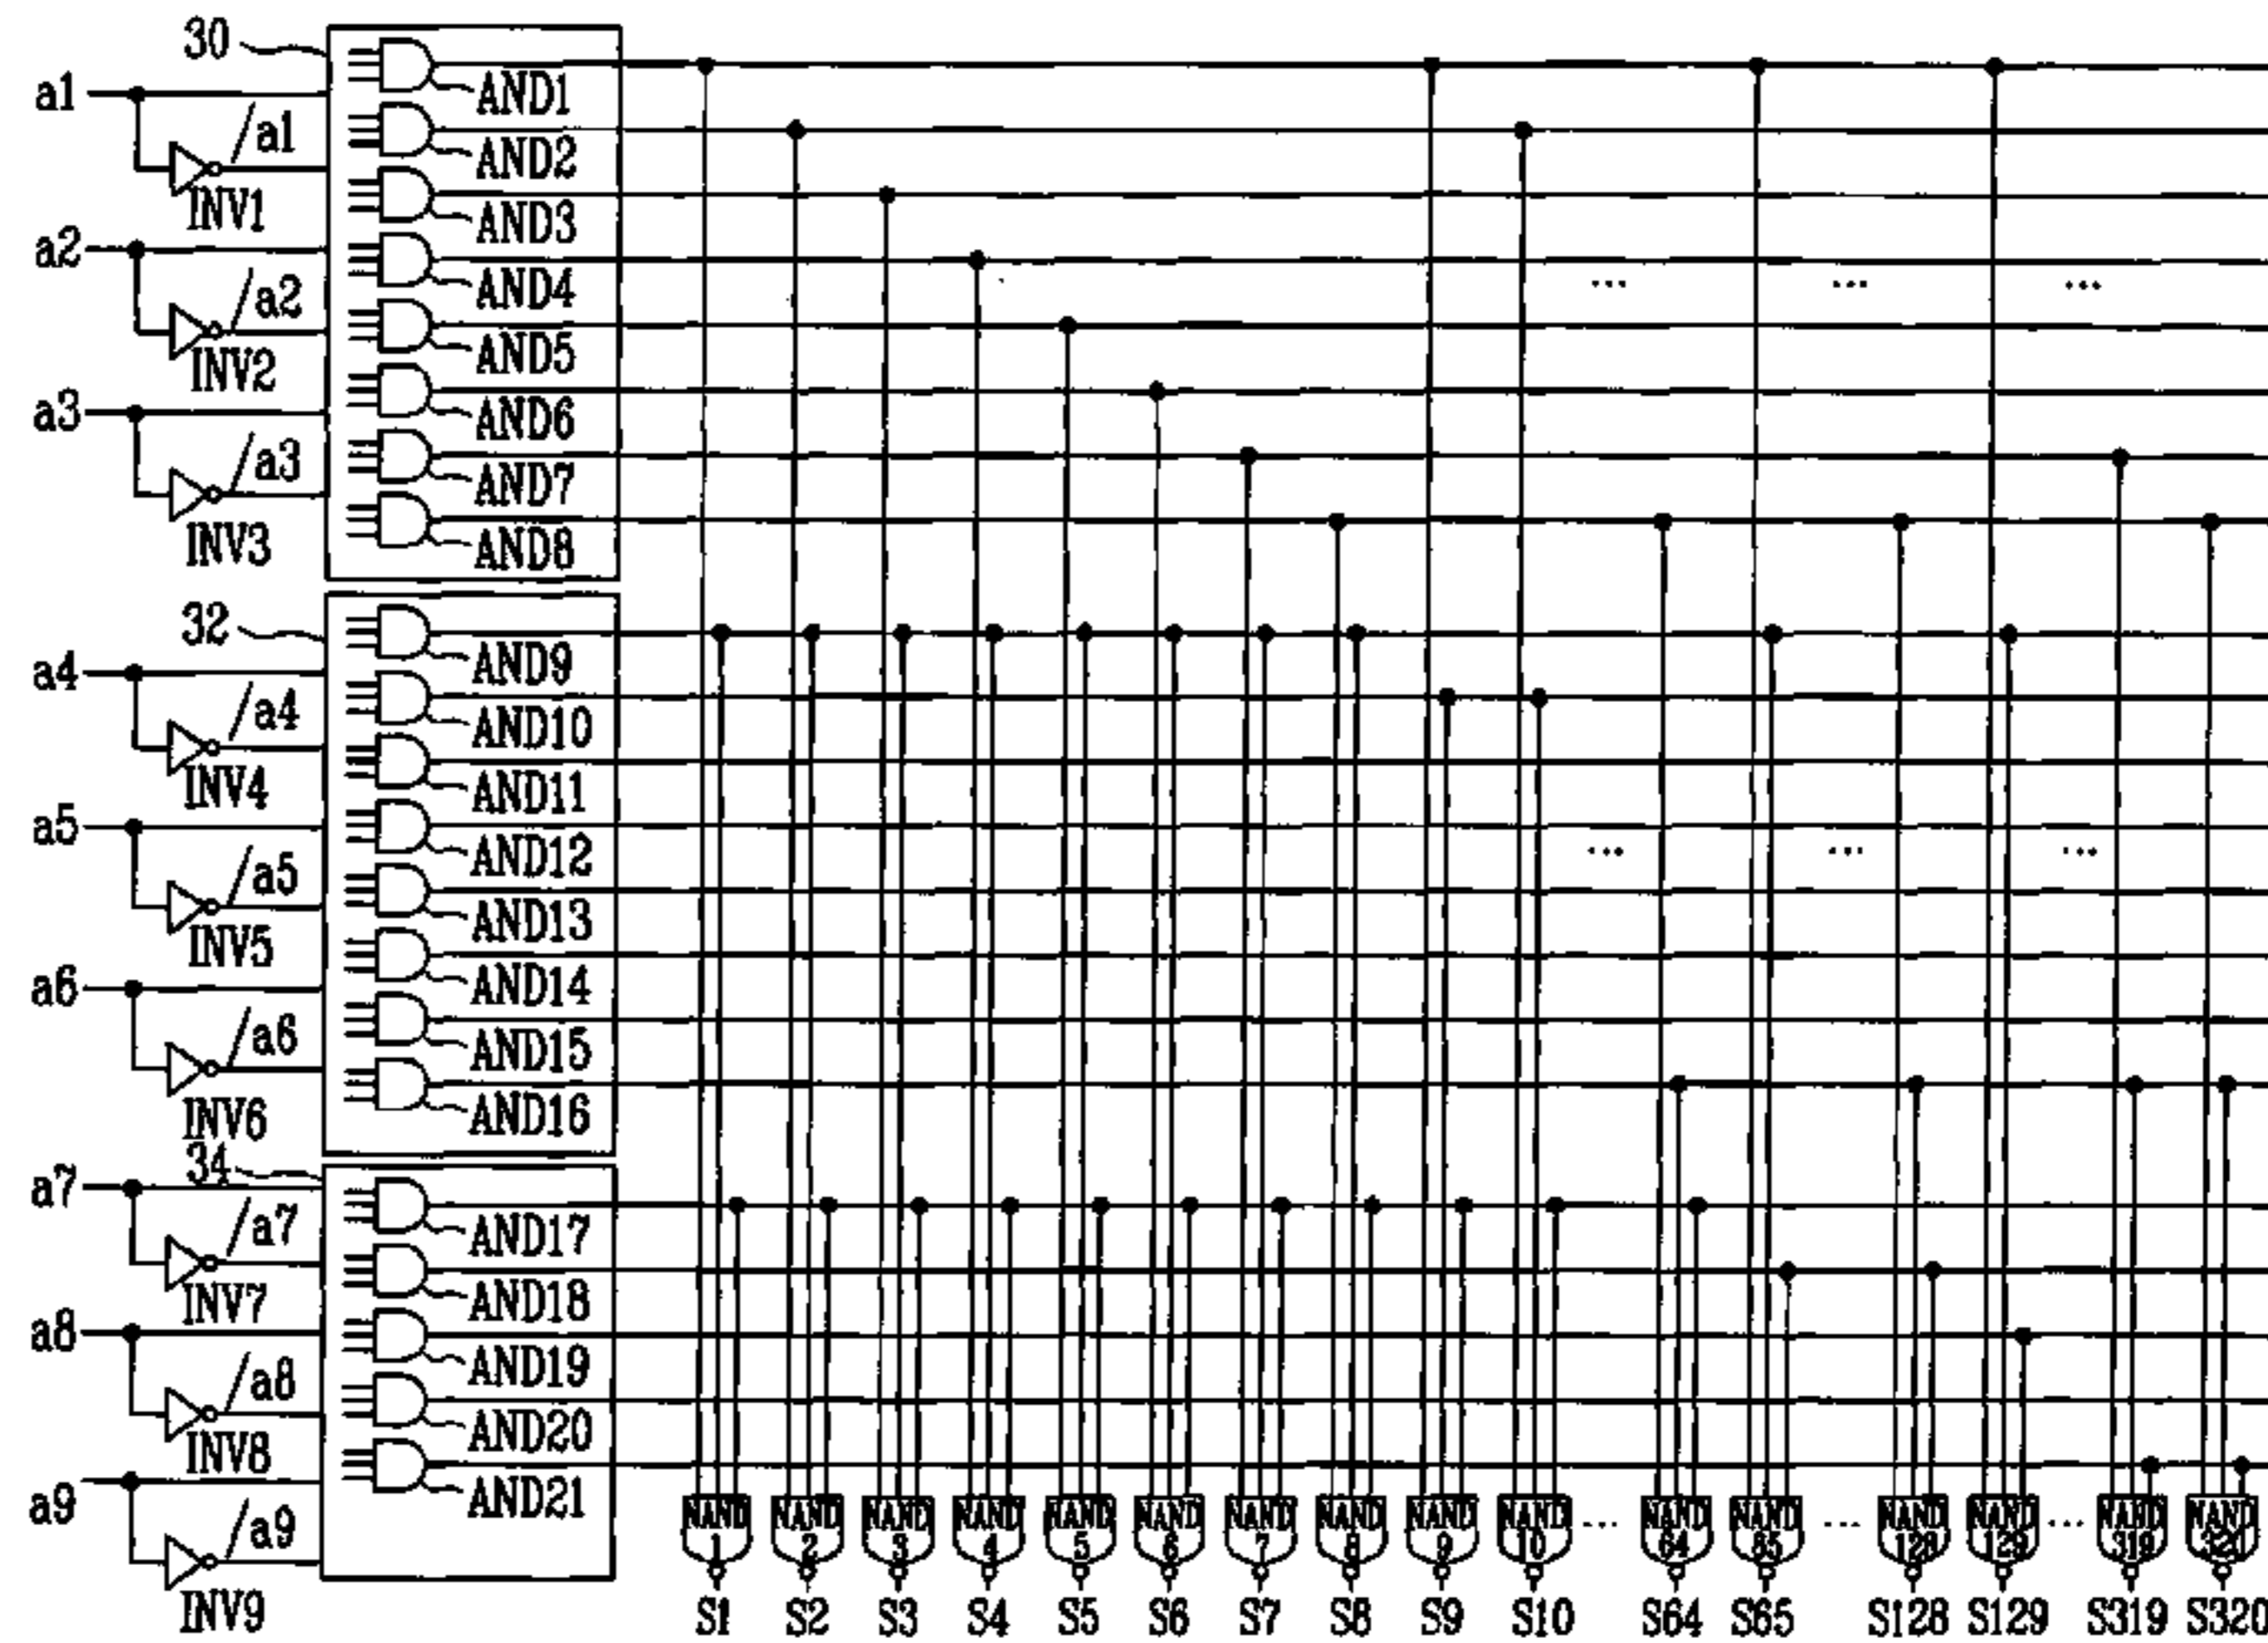 30
a1
/a1
INV1
a2
/a2
INV2
a3
/a3
INV3
AND1
AND2
AND3
AND4
AND5
AND6
AND7
AND8
... ... ...
32
a4
/a4
INV4
a5
/a5
INV5
a6
/a6
INV6
AND9
AND10
AND11
AND12
AND13
AND14
AND15
AND16
... ... ...
34
a7
/a7
INV7
a8
/a8
INV8
a9
/a9
INV9
AND17
AND18
AND19
AND20
AND21
NAND 1
NAND 2
NAND 3
NAND 4
NAND 5
NAND 6
NAND 7
NAND 8
NAND 9
NAND 10
...
NAND 64
NAND 65
...
NAND 128
NAND 129
...
NAND 319
NAND 320
S1 S2 S3 S4 S5 S6 S7 S8 S9 S10 S64 S65 S128 S129 S319 S320